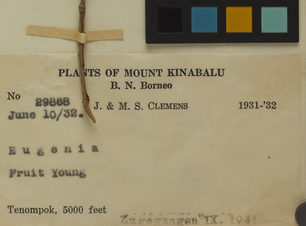 PLANTS OF MOUNT KINABALU
B. N. Borneo
No 29868 J. & M. S. CLEMENS 1931-'32
June 10/32.
Eugenia
Fruit Young
Tenompok, 5000 feet
IX. 1941